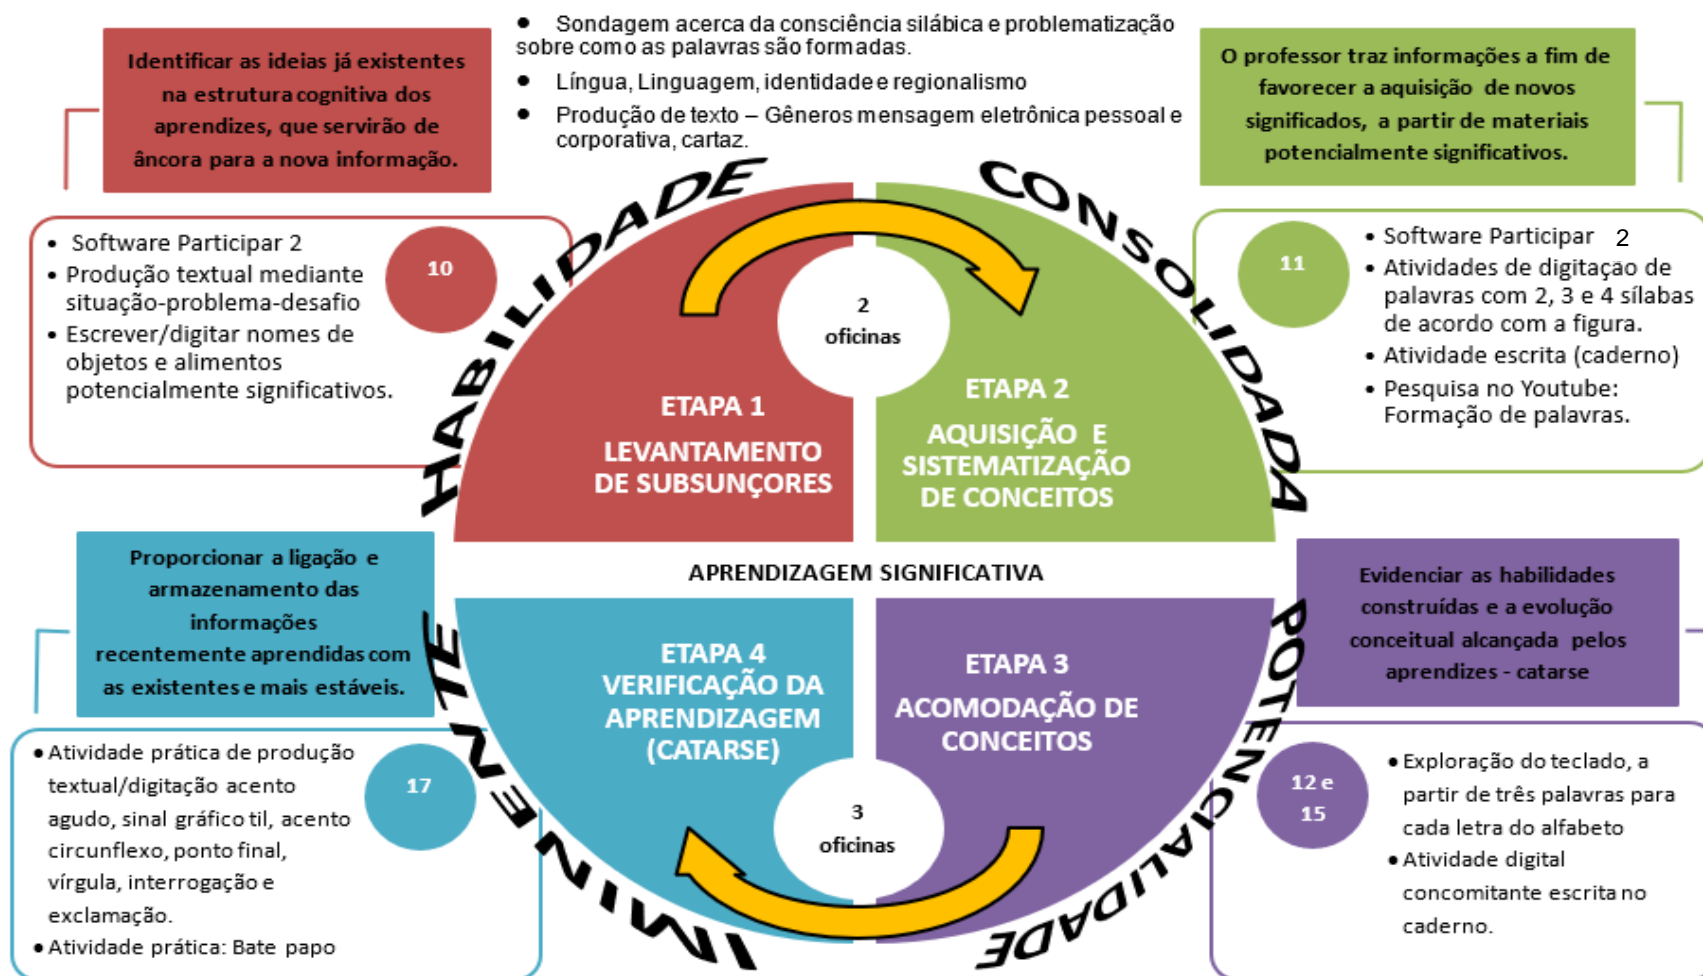 ● Sondagem acerca da consciência silábica e problematização
sobre como as palavras são formadas.
● Língua, Linguagem, identidade e regionalismo
● Produção de texto – Gêneros mensagem eletrônica pessoal e
corporativa, cartaz.
Identificar as ideias já existentes
na estrutura cognitiva dos
aprendizes, que servirão de
âncora para a nova informação.
O professor traz informações a fim de
favorecer a aquisição de novos
significados, a partir de materiais
potencialmente significativos.
• Software Participar 2
• Produção textual mediante
situação-problema-desafio
• Escrever/digitar nomes de
objetos e alimentos
potencialmente significativos.
10
HABILIDADE
CONSOLIDADA
2
oficinas
ETAPA 1
LEVANTAMENTO
DE SUBSUNÇORES
ETAPA 2
AQUISIÇÃO E
SISTEMATIZAÇÃO
DE CONCEITOS
11
• Software Participar 2
• Atividades de digitação de
palavras com 2, 3 e 4 sílabas
de acordo com a figura.
• Atividade escrita (caderno)
• Pesquisa no Youtube:
Formação de palavras.
APRENDIZAGEM SIGNIFICATIVA
Proporcionar a ligação e
armazenamento das
informações
recentemente aprendidas com
as existentes e mais estáveis.
Evidenciar as habilidades
construídas e a evolução
conceitual alcançada pelos
aprendizes - catarse
• Atividade prática de produção
textual/digitação acento
agudo, sinal gráfico til, acento
circunflexo, ponto final,
vírgula, interrogação e
exclamação.
• Atividade prática: Bate papo
17
IMINENTE
ETAPA 4
VERIFICAÇÃO DA
APRENDIZAGEM
(CATARSE)
ETAPA 3
ACOMODAÇÃO DE
CONCEITOS
3
oficinas
POTENCIALIDADE
12 e
15
• Exploração do teclado, a
partir de três palavras para
cada letra do alfabeto
• Atividade digital
concomitante escrita no
caderno.